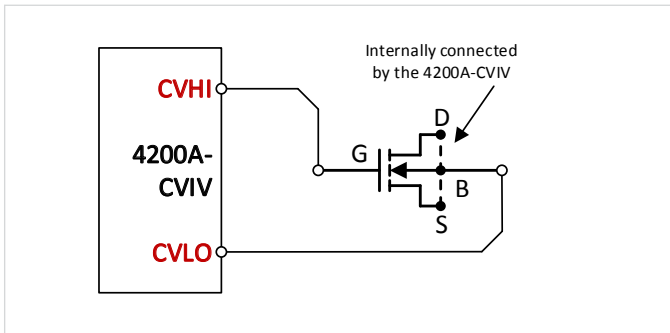 Internally connected
by the 4200A-CVIV
CVHI
D
G
4200A-
CVIV
B
S
CVLO